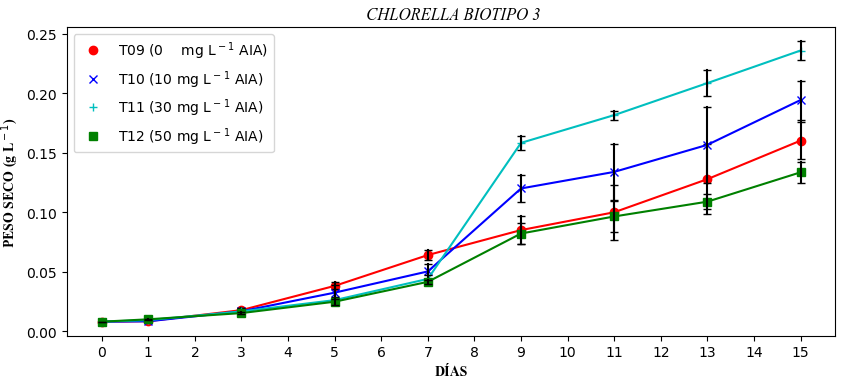 CHLORELLA BIOTIPO 3
T09 (0 mg L⁻¹ AIA)
T10 (10 mg L⁻¹ AIA)
T11 (30 mg L⁻¹ AIA)
T12 (50 mg L⁻¹ AIA)
PESO SECO (g L⁻¹)
0.25
0.20
0.15
0.10
0.05
0.00
0 1 2 3 4 5 6 7 8 9 10 11 12 13 14 15
DÍAS